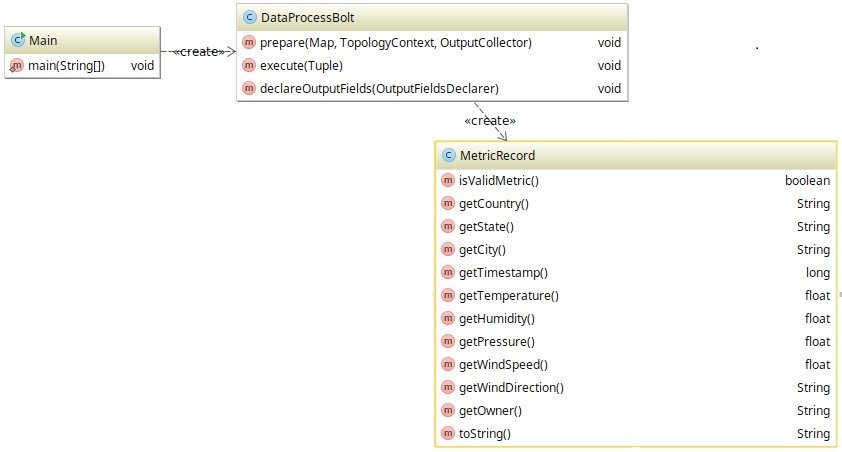 Main
main(String[]) void
«create»
DataProcessBolt
prepare(Map, TopologyContext, OutputCollector) void
execute(Tuple) void
declareOutputFields(OutputFieldsDeclarer) void
«create»
MetricRecord
isValidMetric() boolean
getCountry() String
getState() String
getCity() String
getTimestamp() long
getTemperature() float
getHumidity() float
getPressure() float
getWindSpeed() float
getWindDirection() String
getOwner() String
toString() String